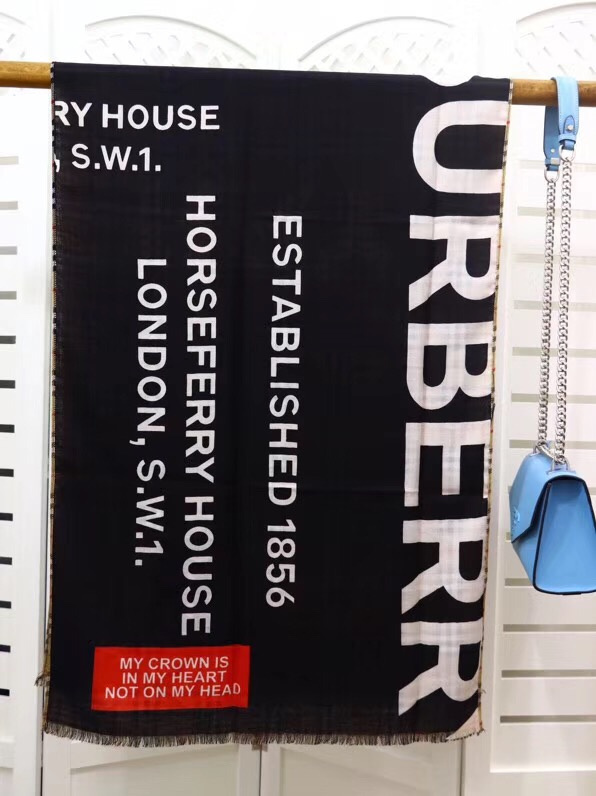 RY HOUSE
, S.W.1.
URBERR
ESTABLISHED 1856
HORSEFERRY HOUSE
LONDON, S.W.1.
MY CROWN IS
IN MY HEART
NOT ON MY HEAD